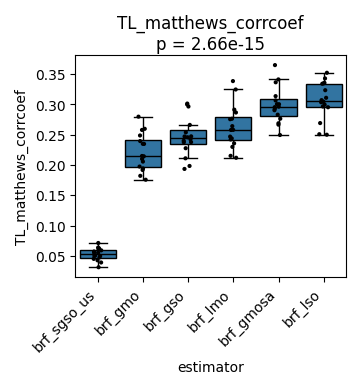 TL_matthews_corrcoef
p = 2.66e-15
TL_matthews_corrcoef
0.35
0.30
0.25
0.20
0.15
0.10
0.05
brf_sgso_us
brf_gmo
brf_gso
brf_lmo
brf_gmosa
brf_lso
estimator